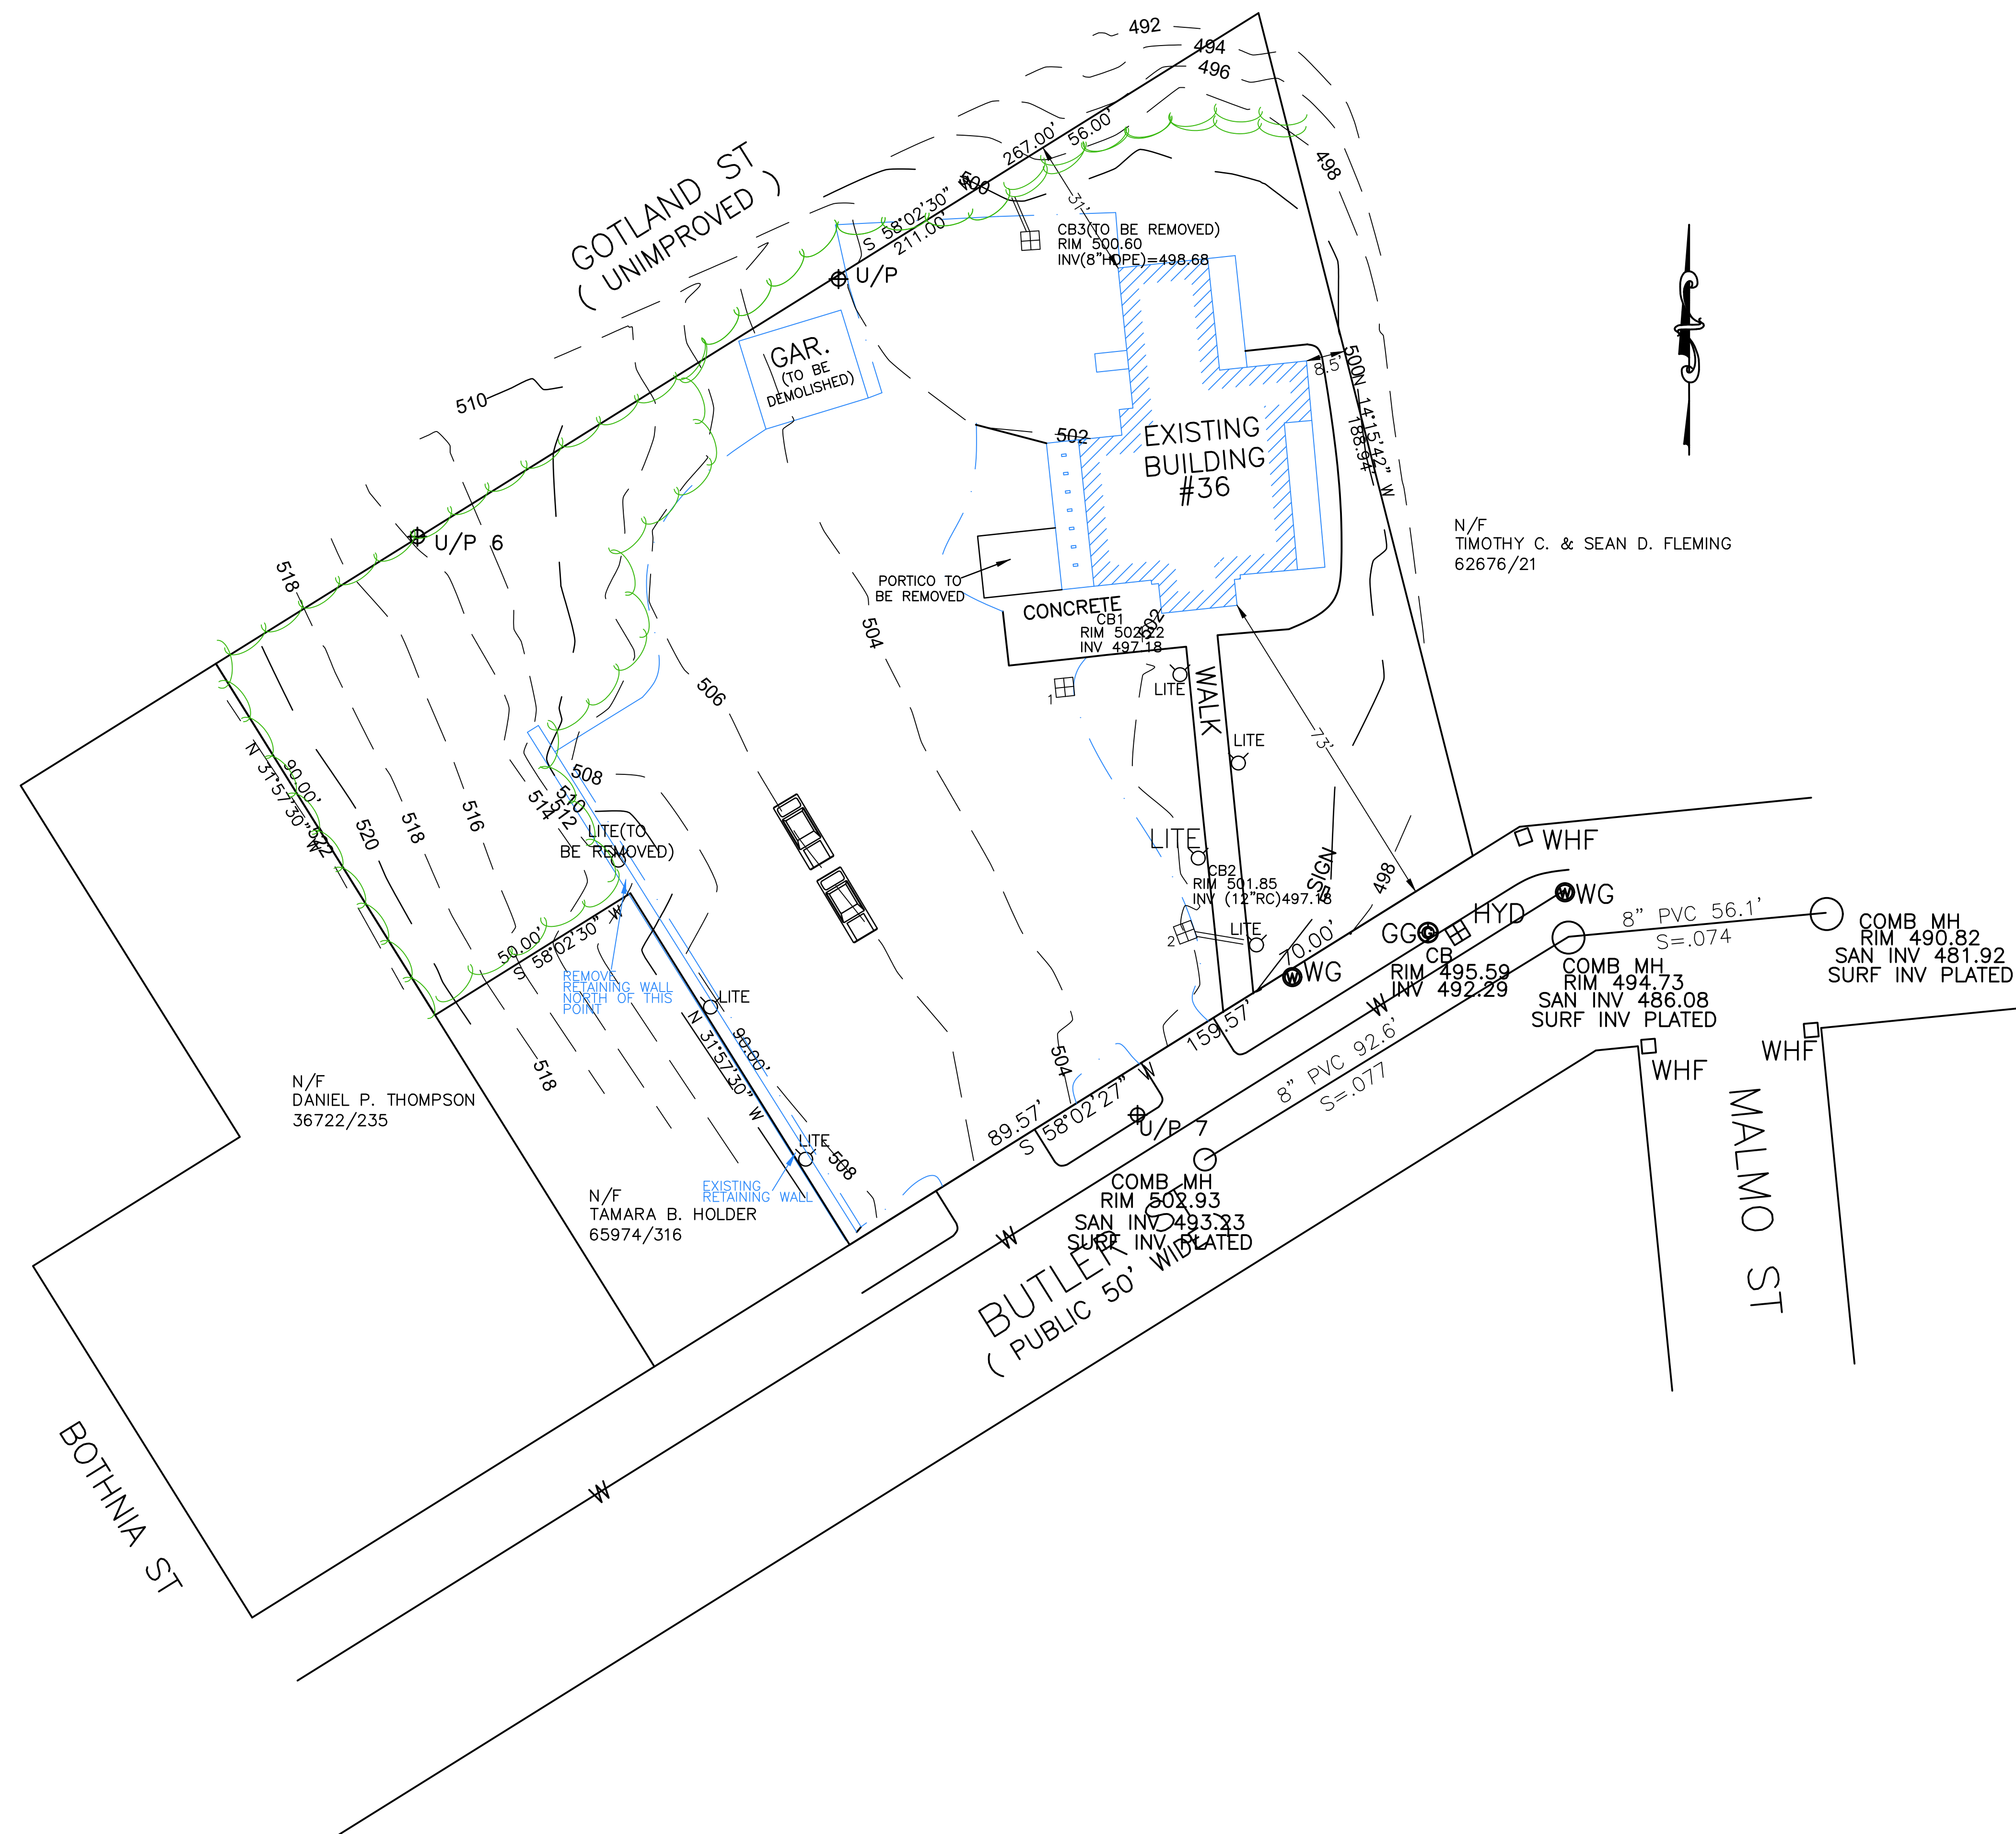 492
494
496
498
GOTLAND ST
( UNIMPROVED )
267.00'
56.00'
S 58°02'30" W
211.00'
500
31'
CB3(TO BE REMOVED)
RIM 500.60
INV(8"HDPE)=498.68
U/P
GAR.
(TO BE
DEMOLISHED)
510
8.5'
500
N 14°15'42" W
188.94'
502
EXISTING
BUILDING
#36
N/F
TIMOTHY C. & SEAN D. FLEMING
62676/21
U/P 6
518
PORTICO TO
BE REMOVED
CONCRETE
CB1
RIM 502.22
INV 497.18
502
504
506
1
LITE
WALK
LITE
73'
N 31°57'30" W
90.00'
522
520
518
516
514
512
510
508
LITE(TO
BE REMOVED)
LITE
CB2
RIM 501.85
INV (12"RC)497.18
2
LITE
SIGN
498
70.00'
WHF
WG
HYD
GG
G
W
CB
RIM 495.59
INV 492.29
WG
W
8" PVC 56.1'
S=.074
COMB MH
RIM 490.82
SAN INV 481.92
SURF INV PLATED
COMB MH
RIM 494.73
SAN INV 486.08
SURF INV PLATED
50.00'
S 58°02'30" W
REMOVE
RETAINING WALL
NORTH OF THIS
POINT
LITE
518
N 31°57'30" W
90.00'
504
159.57'
W
8" PVC 92.6'
S=.077
WHF
WHF
N/F
DANIEL P. THOMPSON
36722/235
89.57'
S 58°02'27" W
U/P 7
LITE
508
EXISTING
RETAINING WALL
N/F
TAMARA B. HOLDER
65974/316
COMB MH
RIM 502.93
SAN INV 493.23
SURF INV PLATED
W
BUTLER ST
( PUBLIC 50' WIDE )
MALMO ST
BOTHNIA ST
W